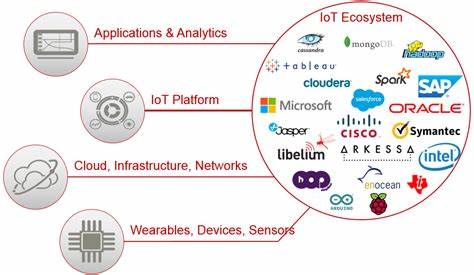 IoT Ecosystem
Applications & Analytics
cassandra
mongoDB
hadoop
tableau
cloudera
Spark
SAP
IoT Platform
Microsoft
salesforce
ORACLE
Jasper
CISCO
Symantec
Cloud, Infrastructure, Networks
libelium
ARKESSA
intel
hop
enocean
Wearables, Devices, Sensors
ARDUINO